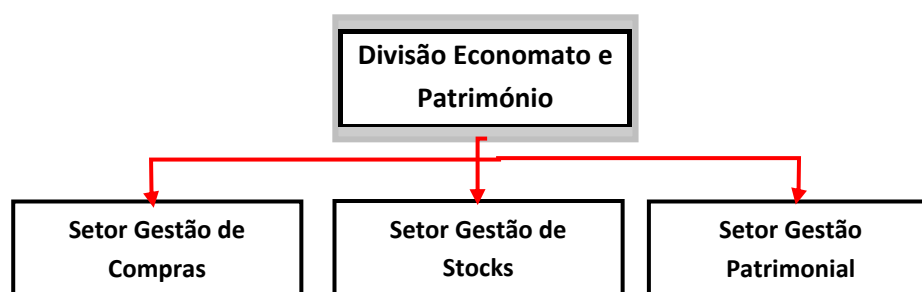 Divisão Economato e
Património
Setor Gestão de
Compras
Setor Gestão de
Stocks
Setor Gestão
Patrimonial